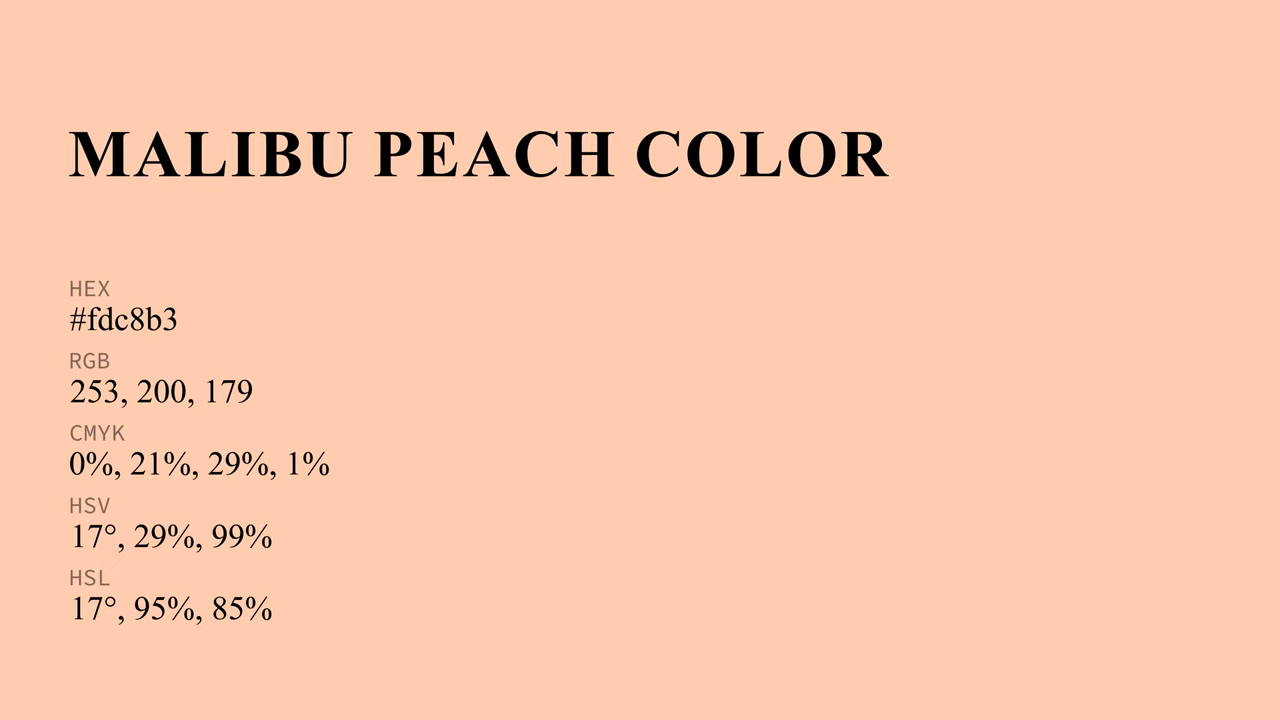 MALIBU PEACH COLOR
HEX
#fdc8b3
RGB
253, 200, 179
CMYK
0%, 21%, 29%, 1%
HSV
17°, 29%, 99%
HSL
17°, 95%, 85%